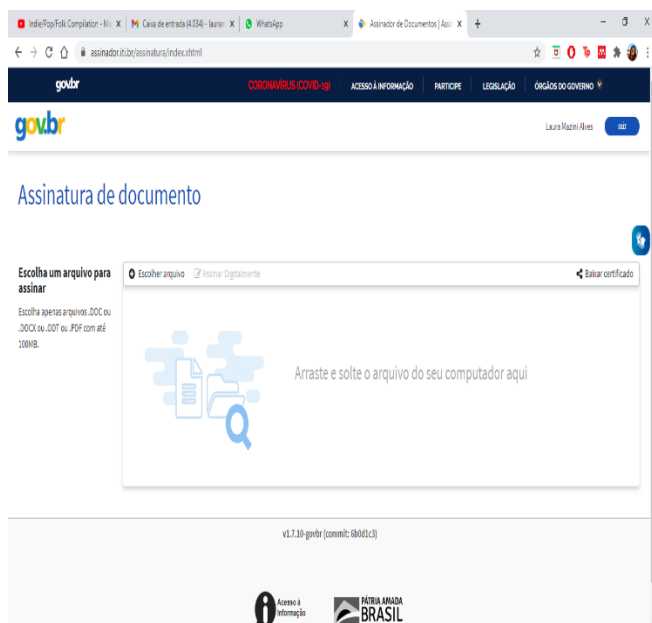 Indie/Pop/Folk Compilation - M
Caixa de entrada (4.034) - lauram
WhatsApp
Assinador de Documentos | Assi
assinador.iti.br/assinatura/index.xhtml
govbr
CORONAVÍRUS (COVID-19)
ACESSO À INFORMAÇÃO
PARTICIPE
LEGISLAÇÃO
ÓRGÃOS DO GOVERNO
gov.br
Laura Mazini Alves
sair
Assinatura de documento
Escolha um arquivo para
assinar
Escolha apenas arquivos .DOC ou
.DOCX ou .ODT ou .PDF com até
100MB.
Escolher arquivo
Assinar Digitalmente
Baixar certificado
Arraste e solte o arquivo do seu computador aqui
v1.7.10-govbr (commit: 6b0d1c3)
Acesso à
Informação
PÁTRIA AMADA
BRASIL